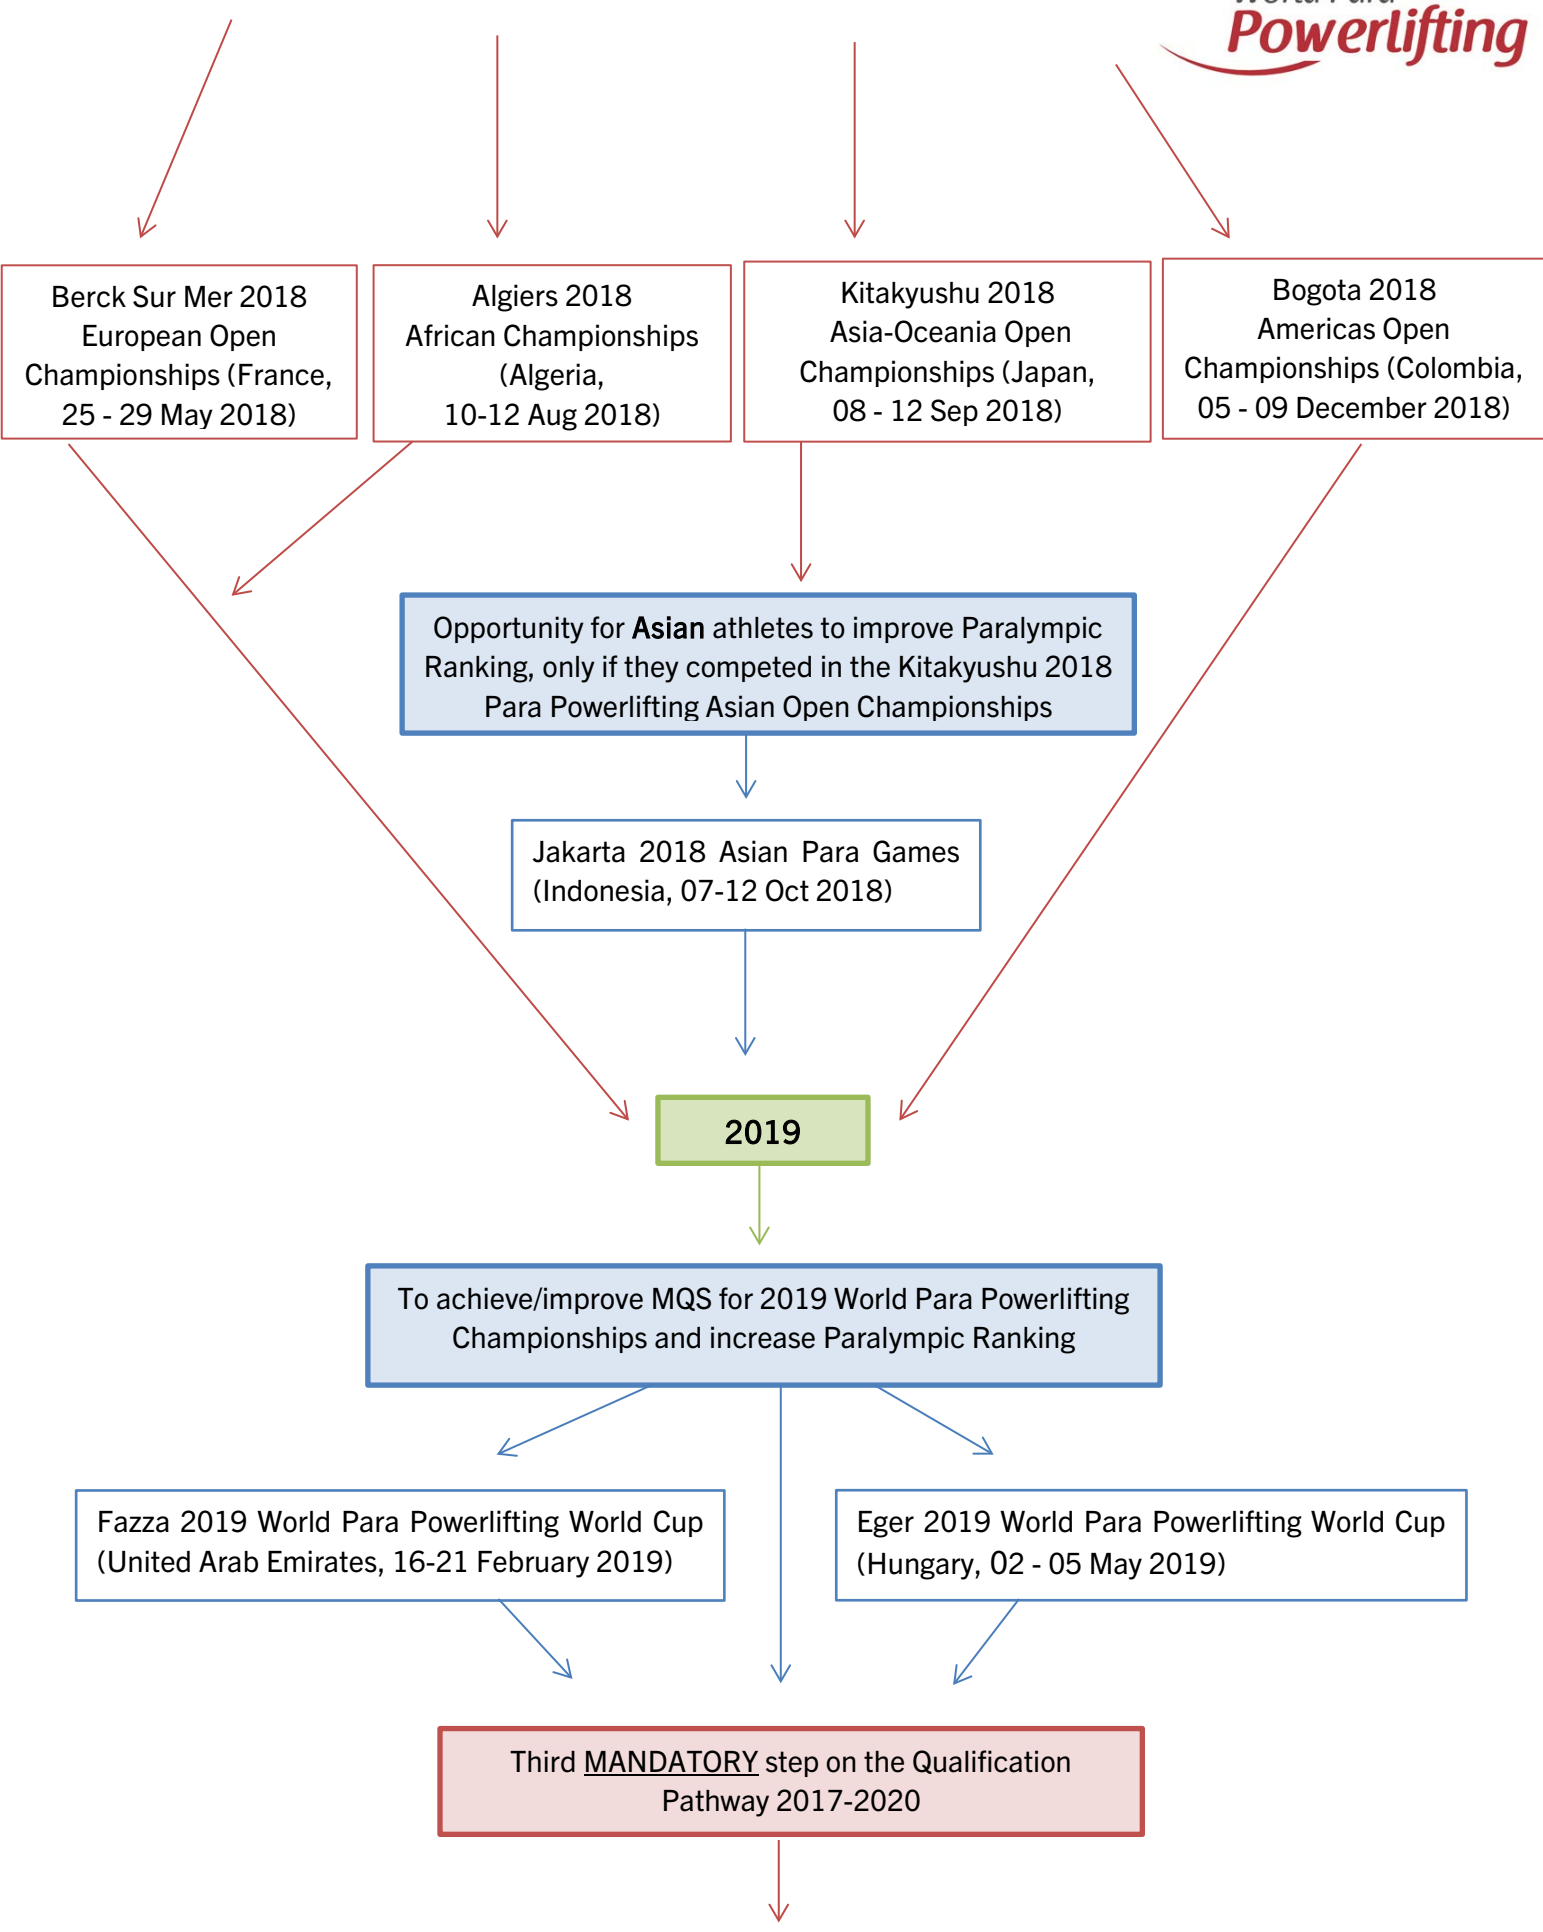 World Para
Powerlifting
Berck Sur Mer 2018
European Open
Championships (France,
25 - 29 May 2018)
Algiers 2018
African Championships
(Algeria,
10-12 Aug 2018)
Kitakyushu 2018
Asia-Oceania Open
Championships (Japan,
08 - 12 Sep 2018)
Bogota 2018
Americas Open
Championships (Colombia,
05 - 09 December 2018)
Opportunity for Asian athletes to improve Paralympic
Ranking, only if they competed in the Kitakyushu 2018
Para Powerlifting Asian Open Championships
Jakarta 2018 Asian Para Games
(Indonesia, 07-12 Oct 2018)
2019
To achieve/improve MQS for 2019 World Para Powerlifting
Championships and increase Paralympic Ranking
Fazza 2019 World Para Powerlifting World Cup
(United Arab Emirates, 16-21 February 2019)
Eger 2019 World Para Powerlifting World Cup
(Hungary, 02 - 05 May 2019)
Third MANDATORY step on the Qualification
Pathway 2017-2020